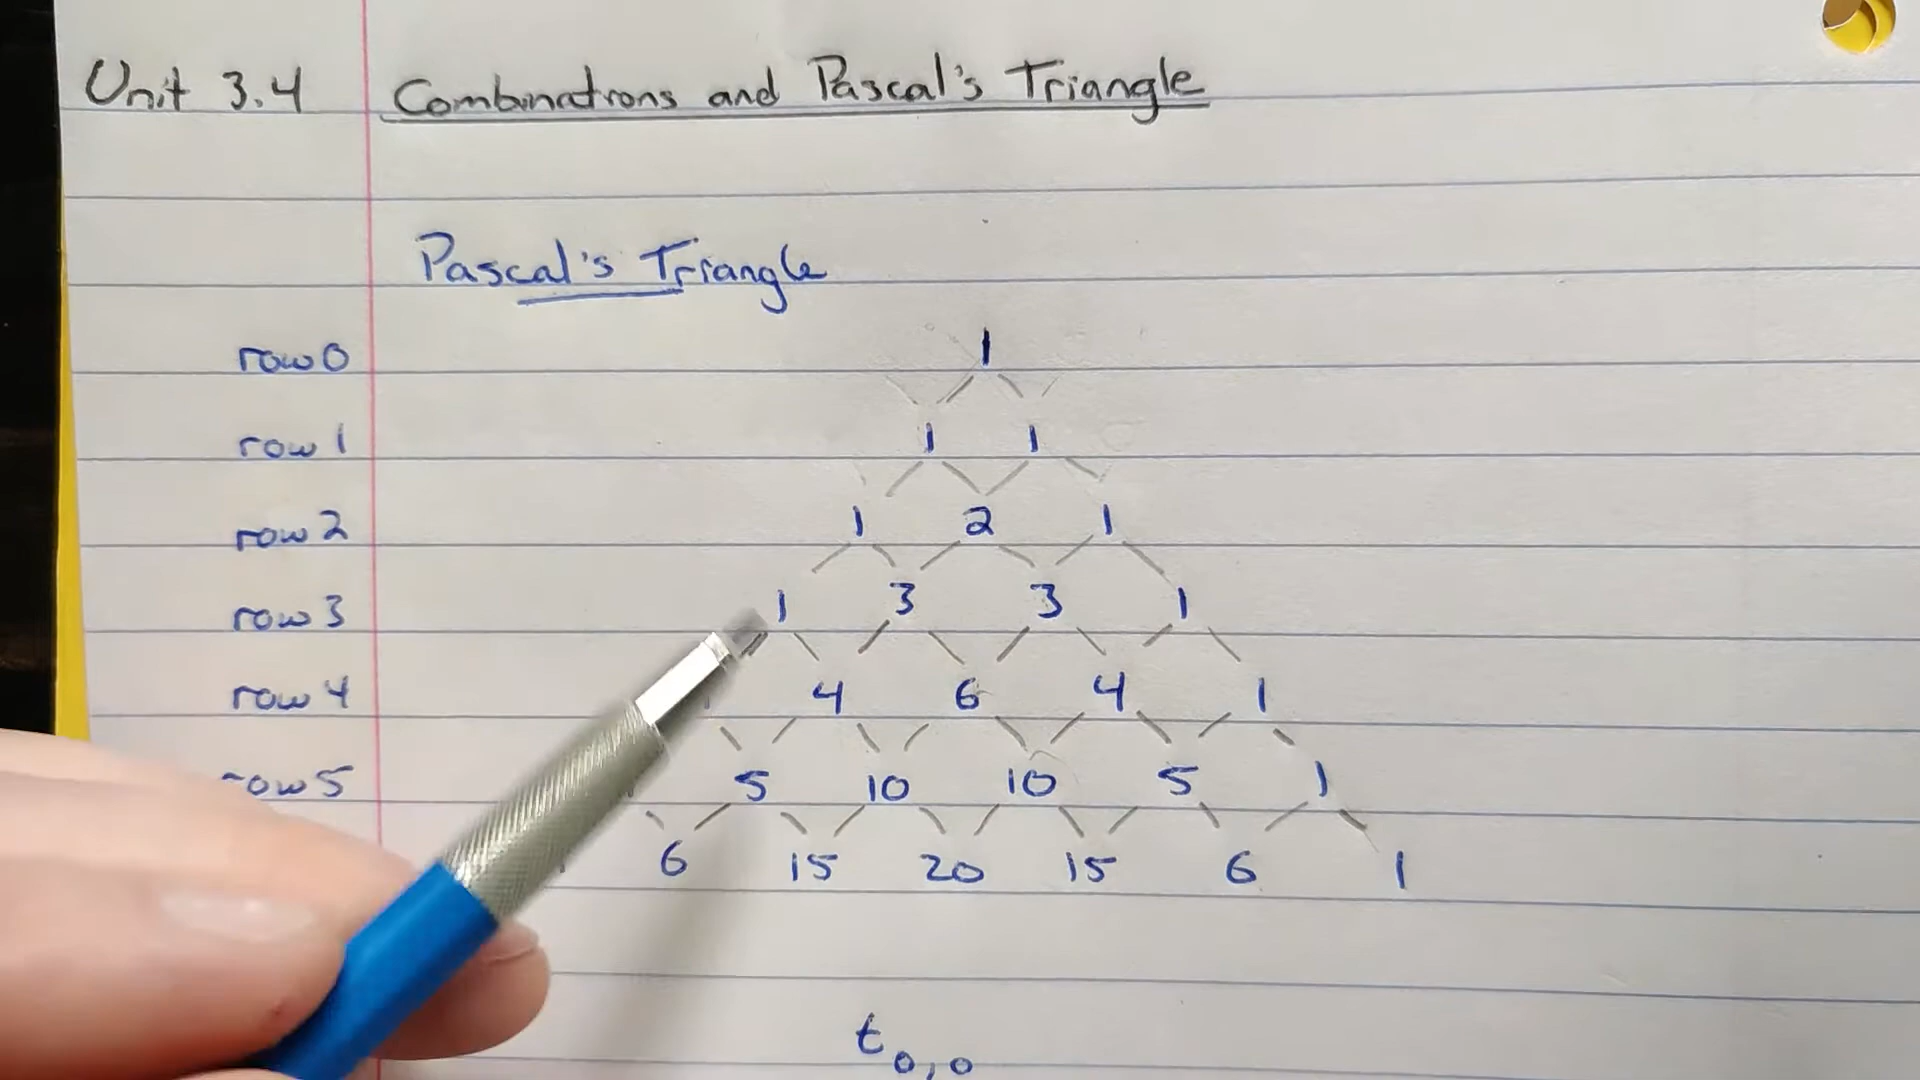 Unit 3.4 Combinations and Pascal's Triangle
Pascal's Triangle
row 0 1
row 1 1 1
row 2 1 2 1
row 3 1 3 3 1
row 4 4 6 4 1
row 5 5 10 10 5 1
6 15 20 15 6 1
t0,0